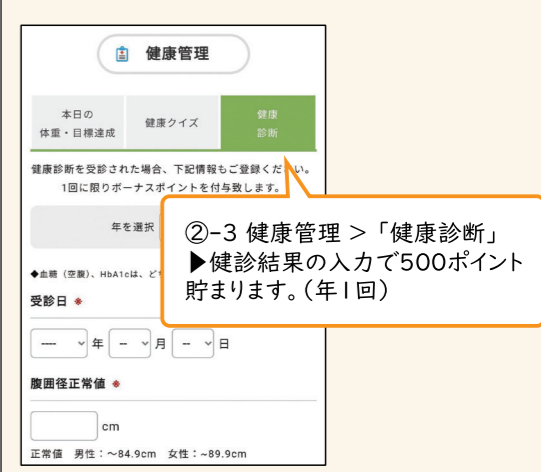 健康管理
本日の
体重・目標達成
健康クイズ
健康
診断
健康診断を受診された場合、下記情報もご登録ください。
1回に限りボーナスポイントを付与致します。
年を選択
②-3 健康管理 > 「健康診断」
▶健診結果の入力で500ポイント
貯まります。(年1回)
◆血糖（空腹）、HbA1cは、ど
受診日 ※
---- 年 -- 月 -- 日
腹囲径正常値 ※
cm
正常値 男性：～84.9cm 女性：~89.9cm